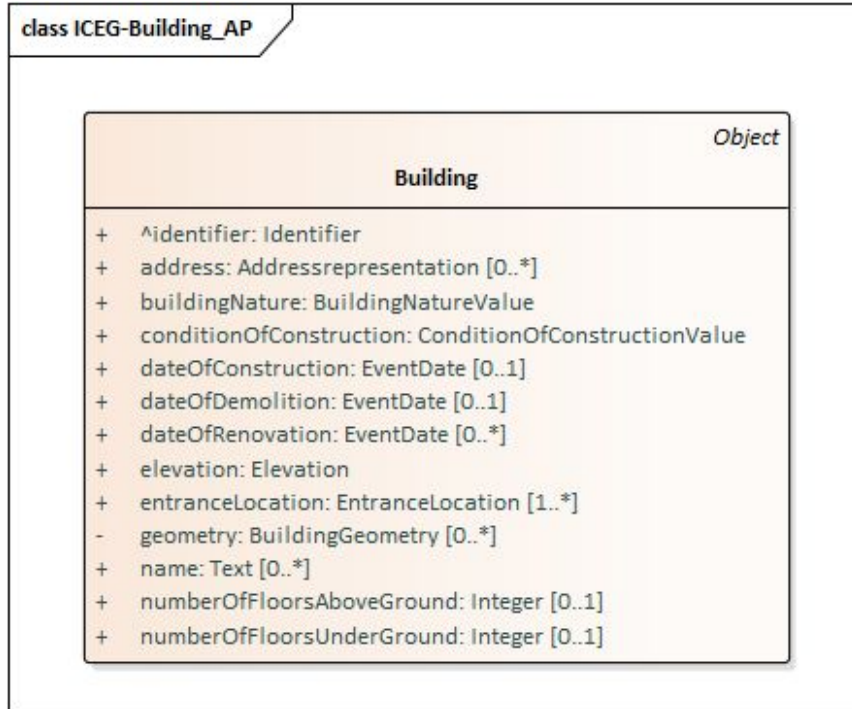 class ICEG-Building_AP
Object
Building
+ ^identifier: Identifier
+ address: Addressrepresentation [0..*]
+ buildingNature: BuildingNatureValue
+ conditionOfConstruction: ConditionOfConstructionValue
+ dateOfConstruction: EventDate [0..1]
+ dateOfDemolition: EventDate [0..1]
+ dateOfRenovation: EventDate [0..*]
+ elevation: Elevation
+ entranceLocation: EntranceLocation [1..*]
- geometry: BuildingGeometry [0..*]
+ name: Text [0..*]
+ numberOfFloorsAboveGround: Integer [0..1]
+ numberOfFloorsUnderGround: Integer [0..1]